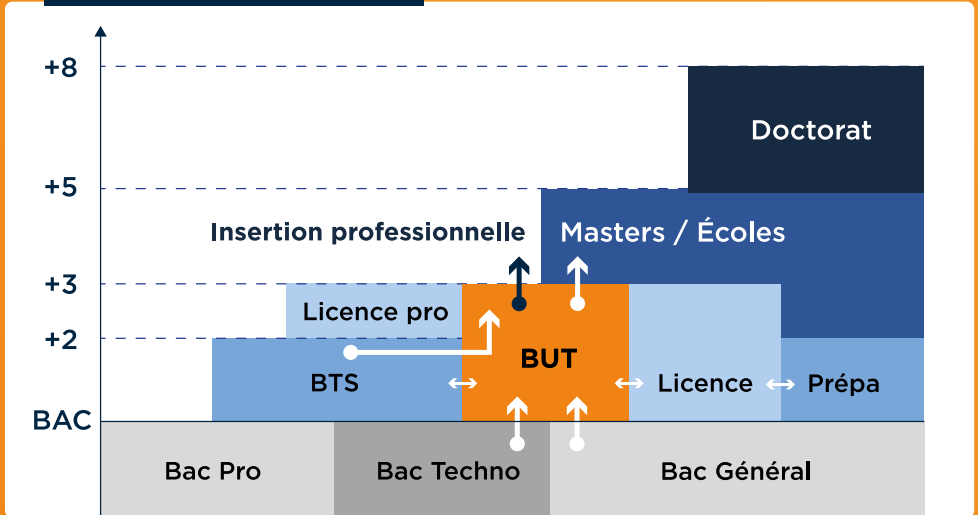 +8
Doctorat
+5
Insertion professionnelle
Masters / Écoles
+3
Licence pro
+2
BUT
BTS
Licence
Prépa
BAC
Bac Pro
Bac Techno
Bac Général